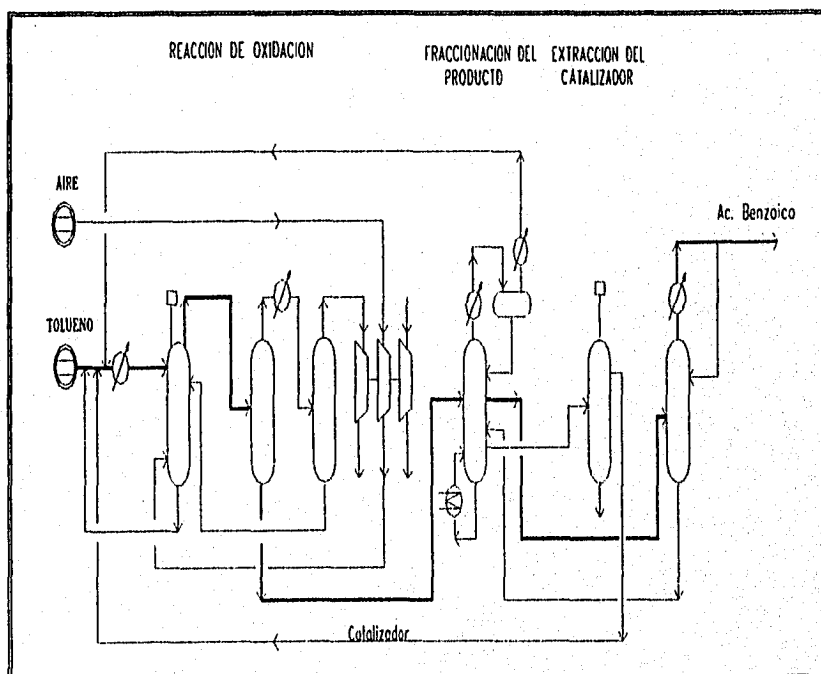 REACCION DE OXIDACION
FRACCIONACION DEL
PRODUCTO
EXTRACCION DEL
CATALIZADOR
AIRE
Ac. Benzoico
TOLUENO
Catalizador